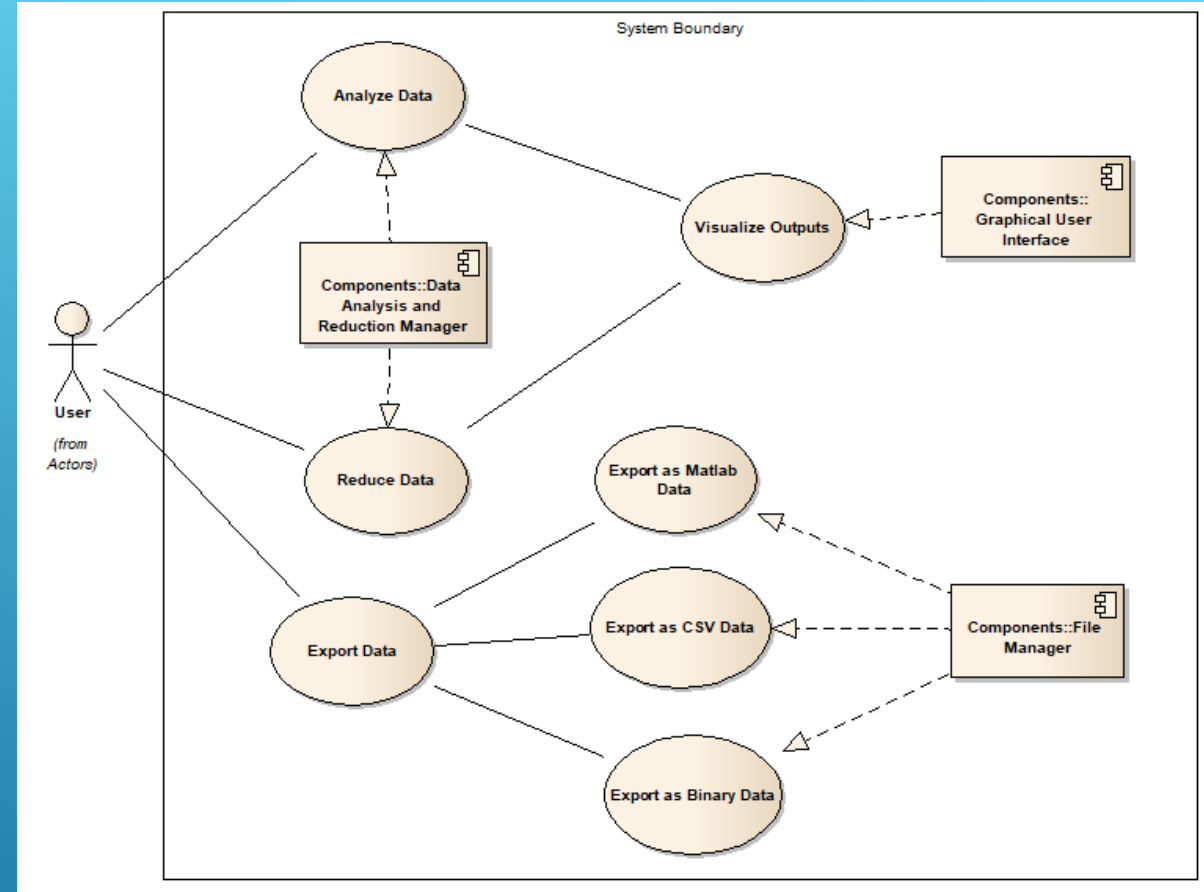 System Boundary
Analyze Data
Visualize Outputs
Components::
Graphical User
Interface
Components::Data
Analysis and
Reduction Manager
User
(from
Actors)
Reduce Data
Export as Matlab
Data
Export Data
Export as CSV Data
Components::File
Manager
Export as Binary Data